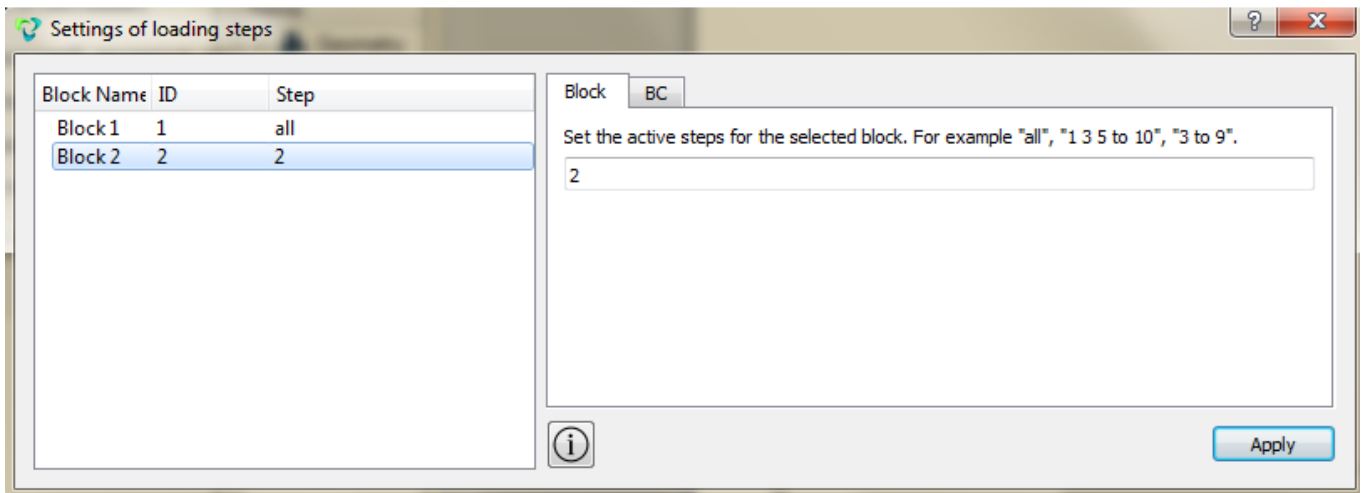 Settings of loading steps
?
Block Name ID Step
Block 1 1 all
Block 2 2 2
Block BC
Set the active steps for the selected block. For example "all", "1 3 5 to 10", "3 to 9".
2
Apply